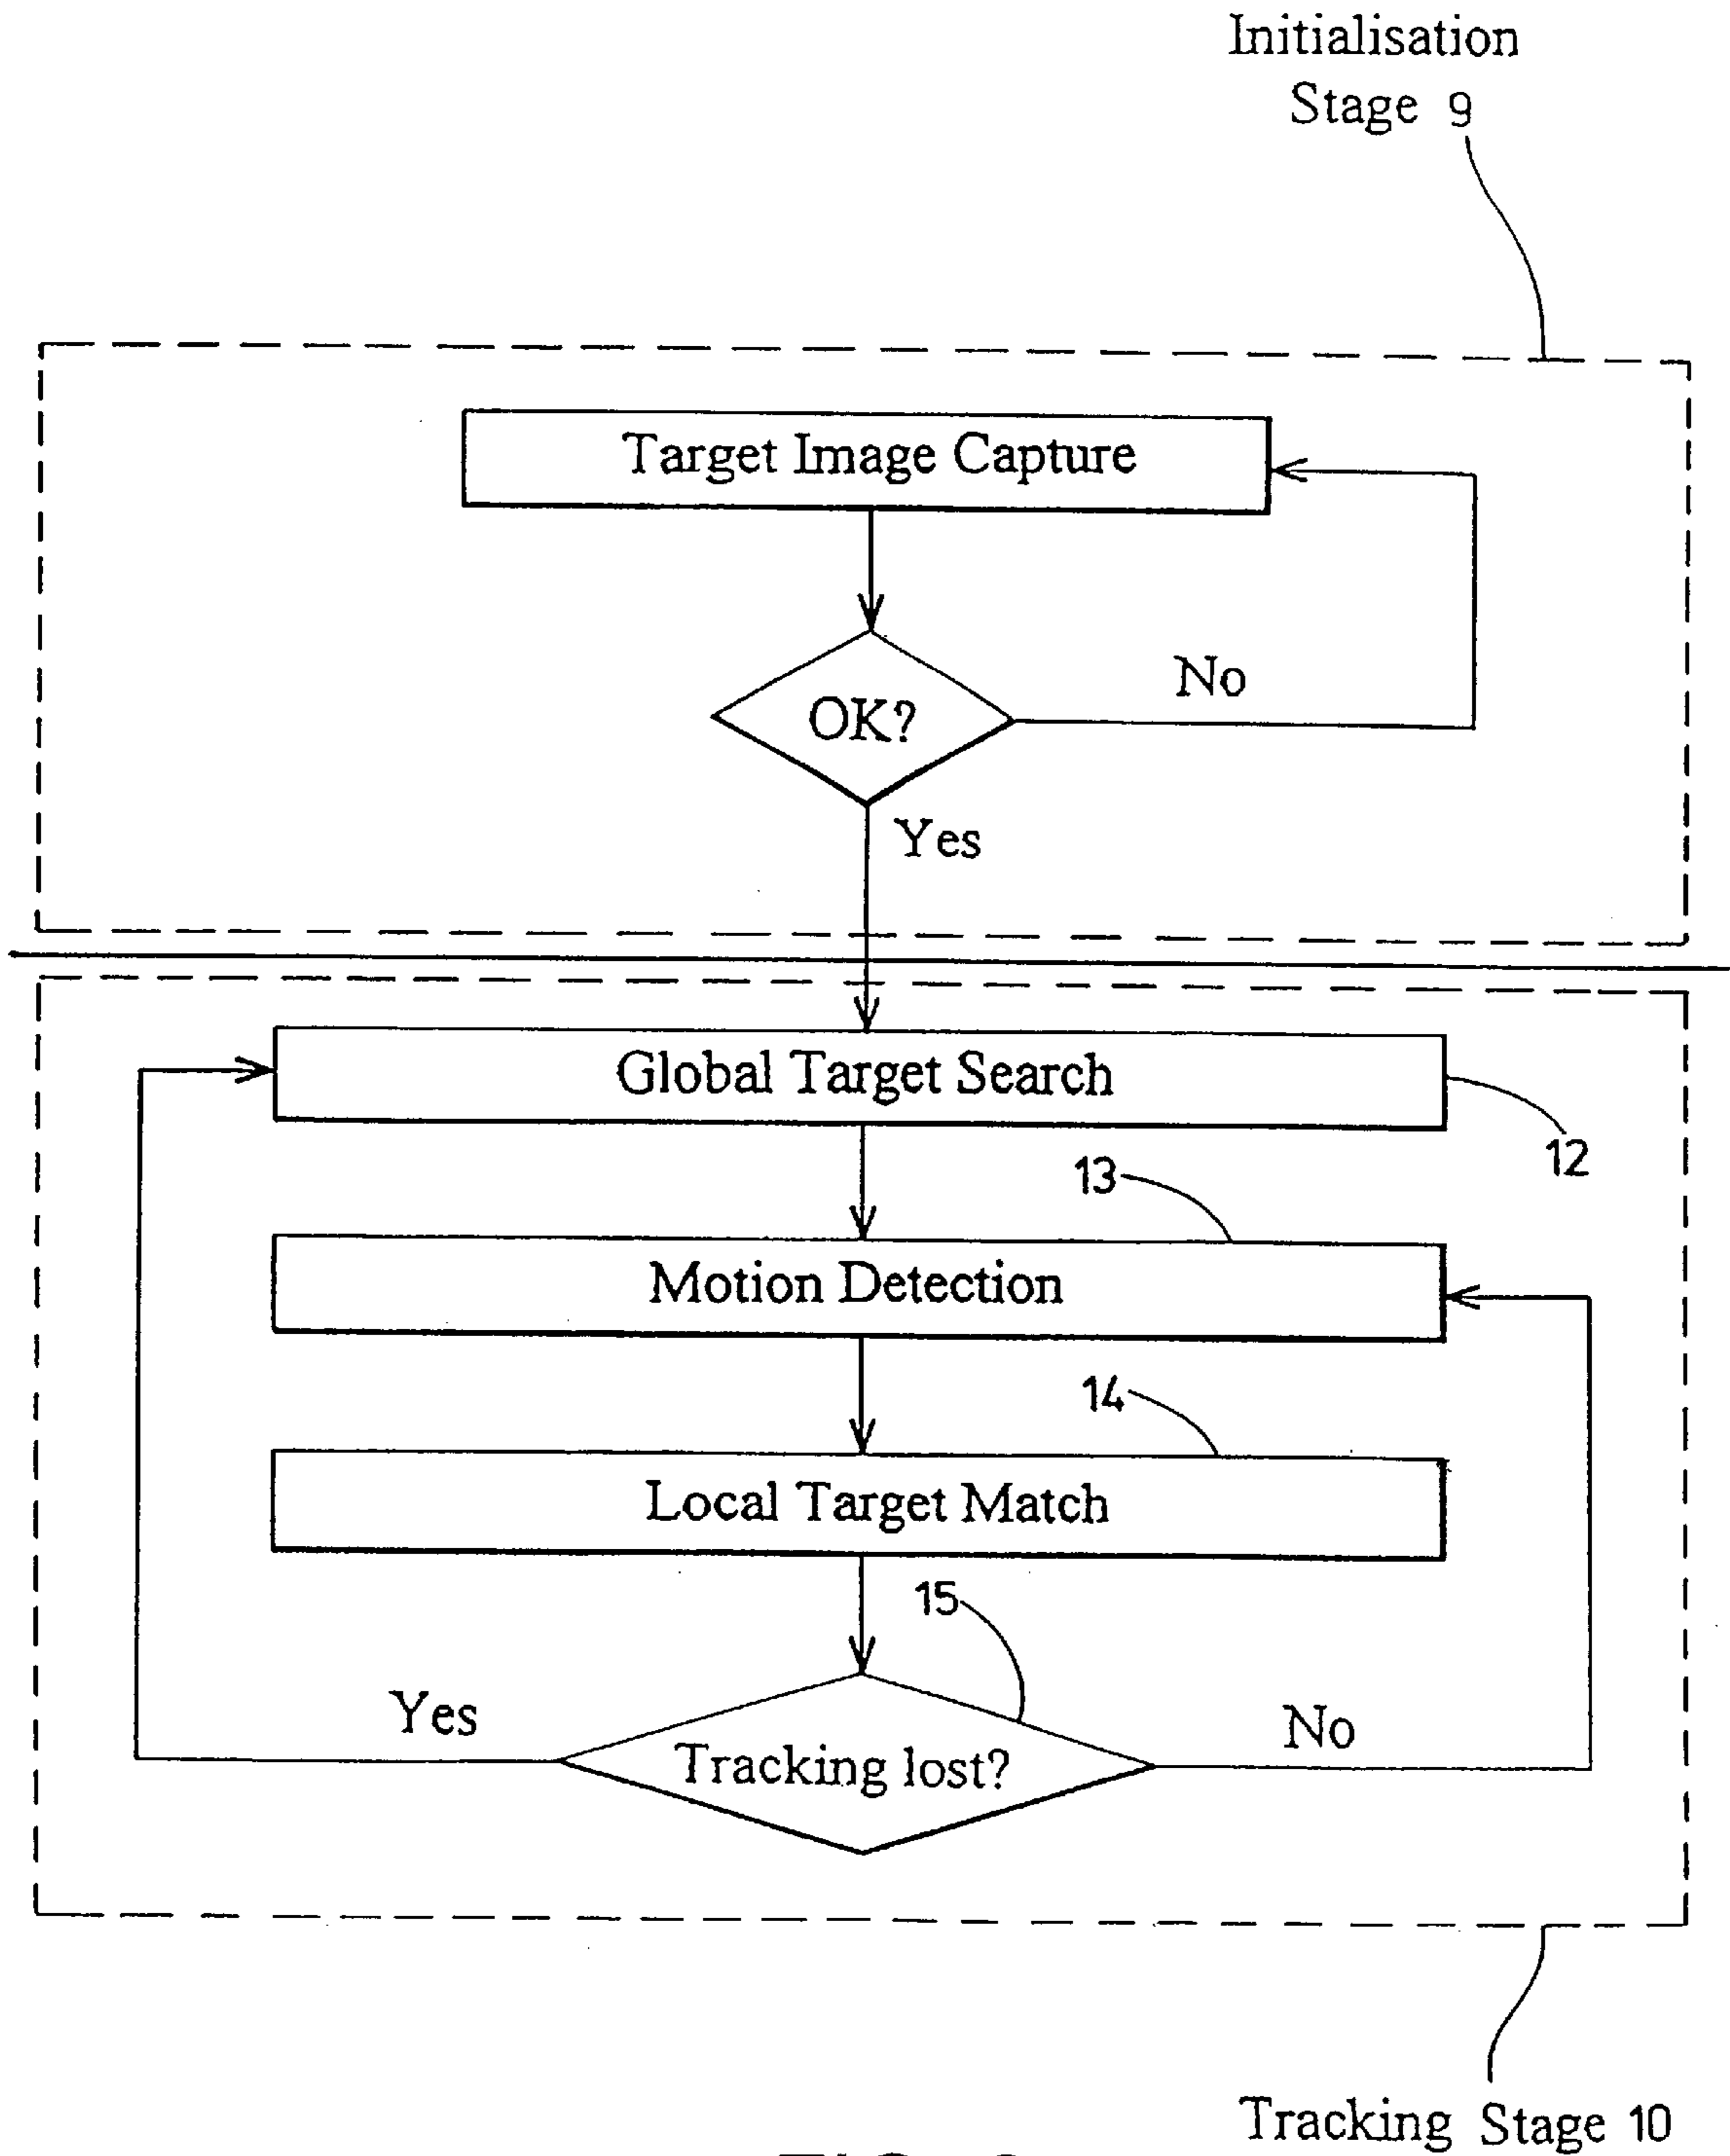 Initialisation
Stage 9
Target Image Capture
OK?
No
Yes
Global Target Search
12
13
Motion Detection
14
Local Target Match
15
Yes
Tracking lost?
No
Tracking Stage 10